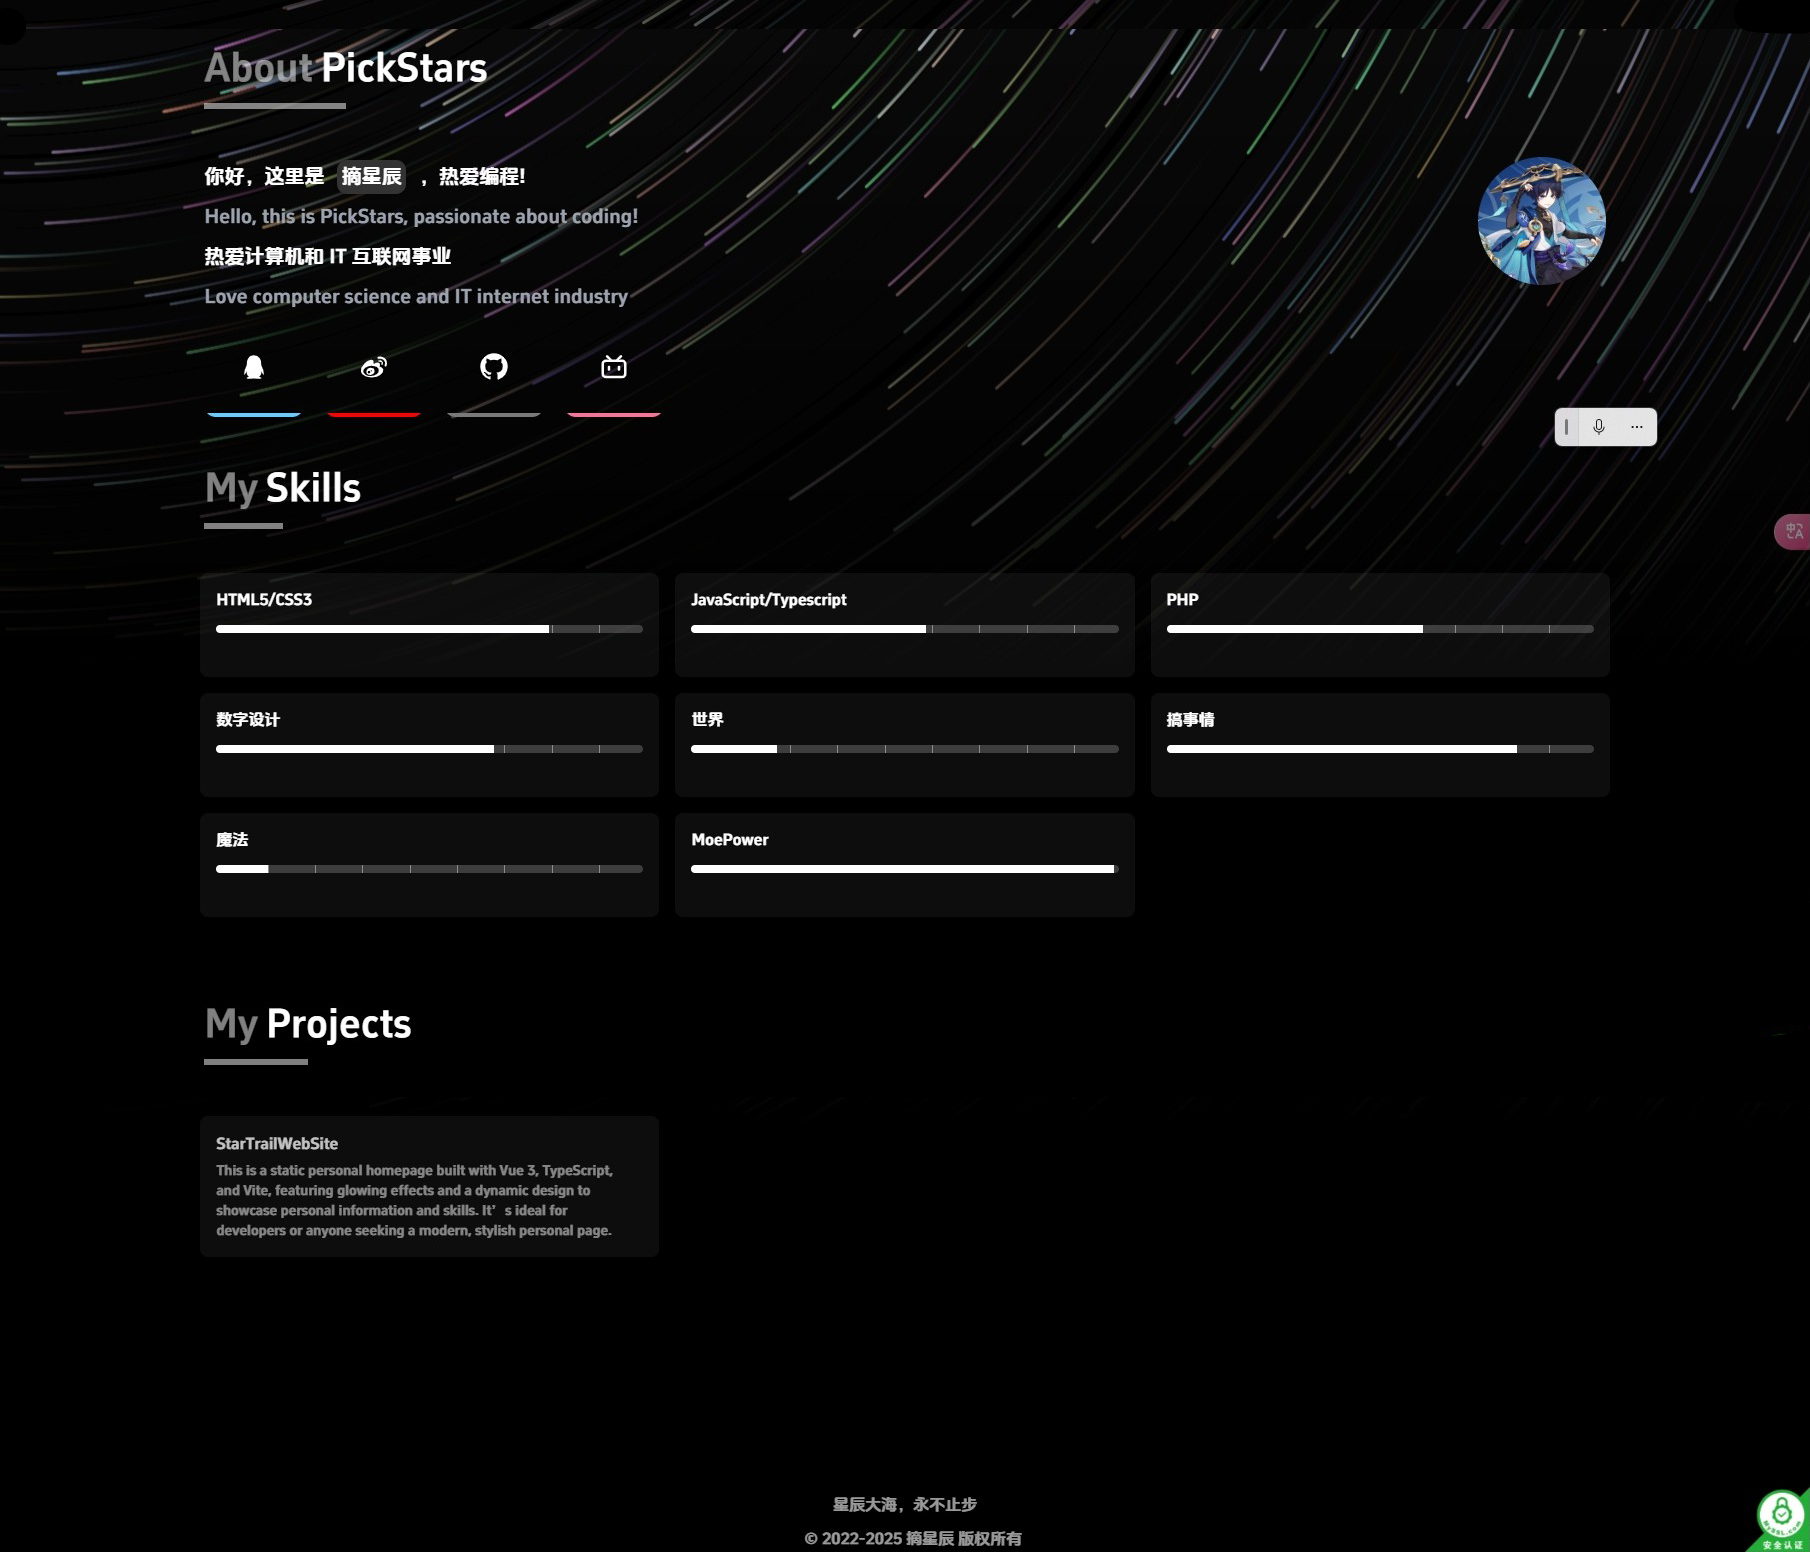 About PickStars
你好，这里是 摘星辰 ，热爱编程!
Hello, this is PickStars, passionate about coding!
热爱计算机和 IT 互联网事业
Love computer science and IT internet industry
My Skills
HTML5/CSS3
JavaScript/Typescript
PHP
数字设计
世界
搞事情
魔法
MoePower
My Projects
StarTrailWebSite
This is a static personal homepage built with Vue 3, TypeScript,
and Vite, featuring glowing effects and a dynamic design to
showcase personal information and skills. It’s ideal for
developers or anyone seeking a modern, stylish personal page.
星辰大海，永不止步
© 2022-2025 摘星辰 版权所有
MySSL.com
安全认证